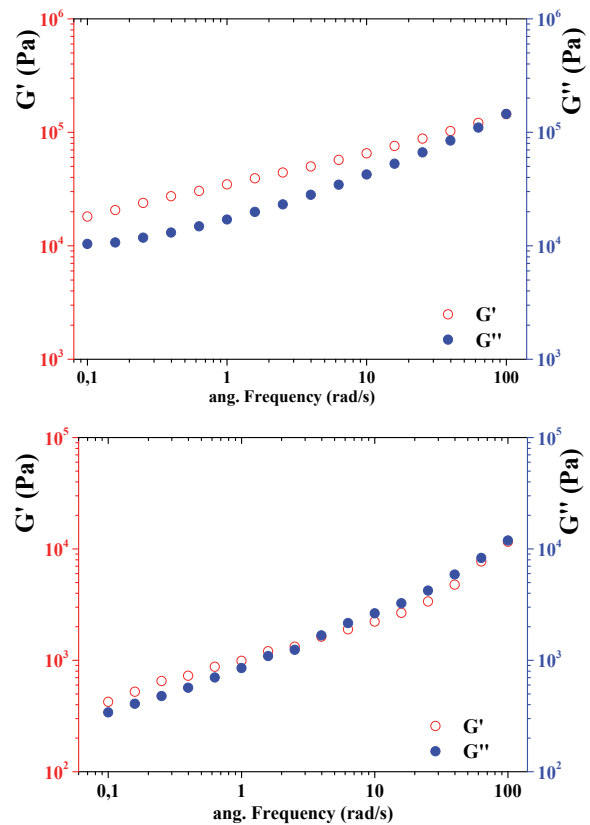 10⁶ 10⁶
G' (Pa) G'' (Pa)
10⁵ 10⁵
10⁴ 10⁴
G'
G''
10³ 10³
0,1 1 10 100
ang. Frequency (rad/s)
10⁵ 10⁵
G' (Pa) G'' (Pa)
10⁴ 10⁴
10³ 10³
G'
G''
10² 10²
0,1 1 10 100
ang. Frequency (rad/s)